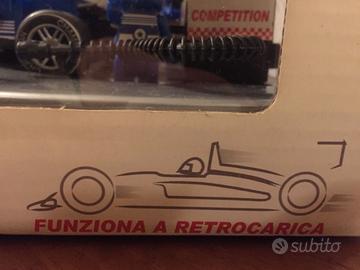 COMPETITION
FUNZIONA A RETROCARICA
subito